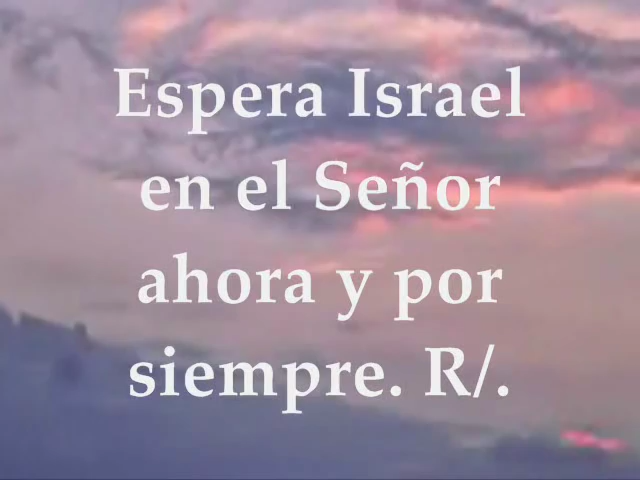 Espera Israel
en el Señor
ahora y por
siempre. R/.